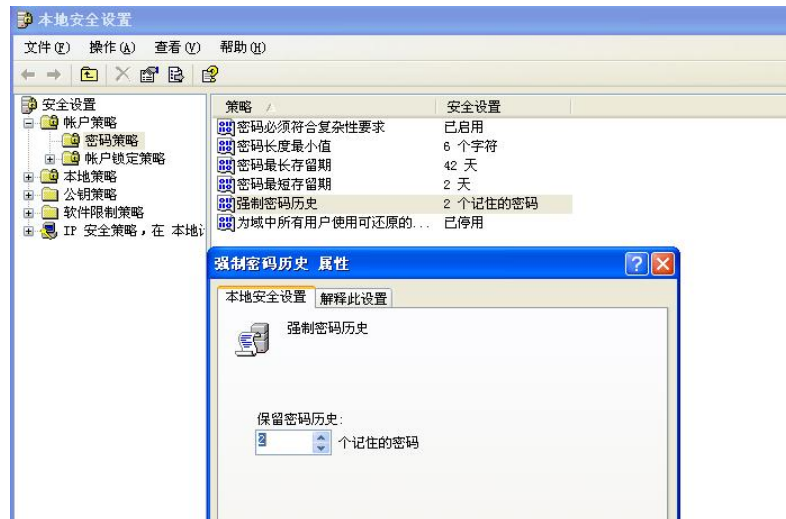 本地安全设置
文件(F) 操作(A) 查看(V) 帮助(H)
安全设置
帐户策略
密码策略
帐户锁定策略
本地策略
公钥策略
软件限制策略
IP 安全策略，在 本地
策略 安全设置
密码必须符合复杂性要求 已启用
密码长度最小值 6 个字符
密码最长存留期 42 天
密码最短存留期 2 天
强制密码历史 2 个记住的密码
为域中所有用户使用可还原的... 已停用
强制密码历史 属性
本地安全设置 解释此设置
强制密码历史
保留密码历史:
2 个记住的密码